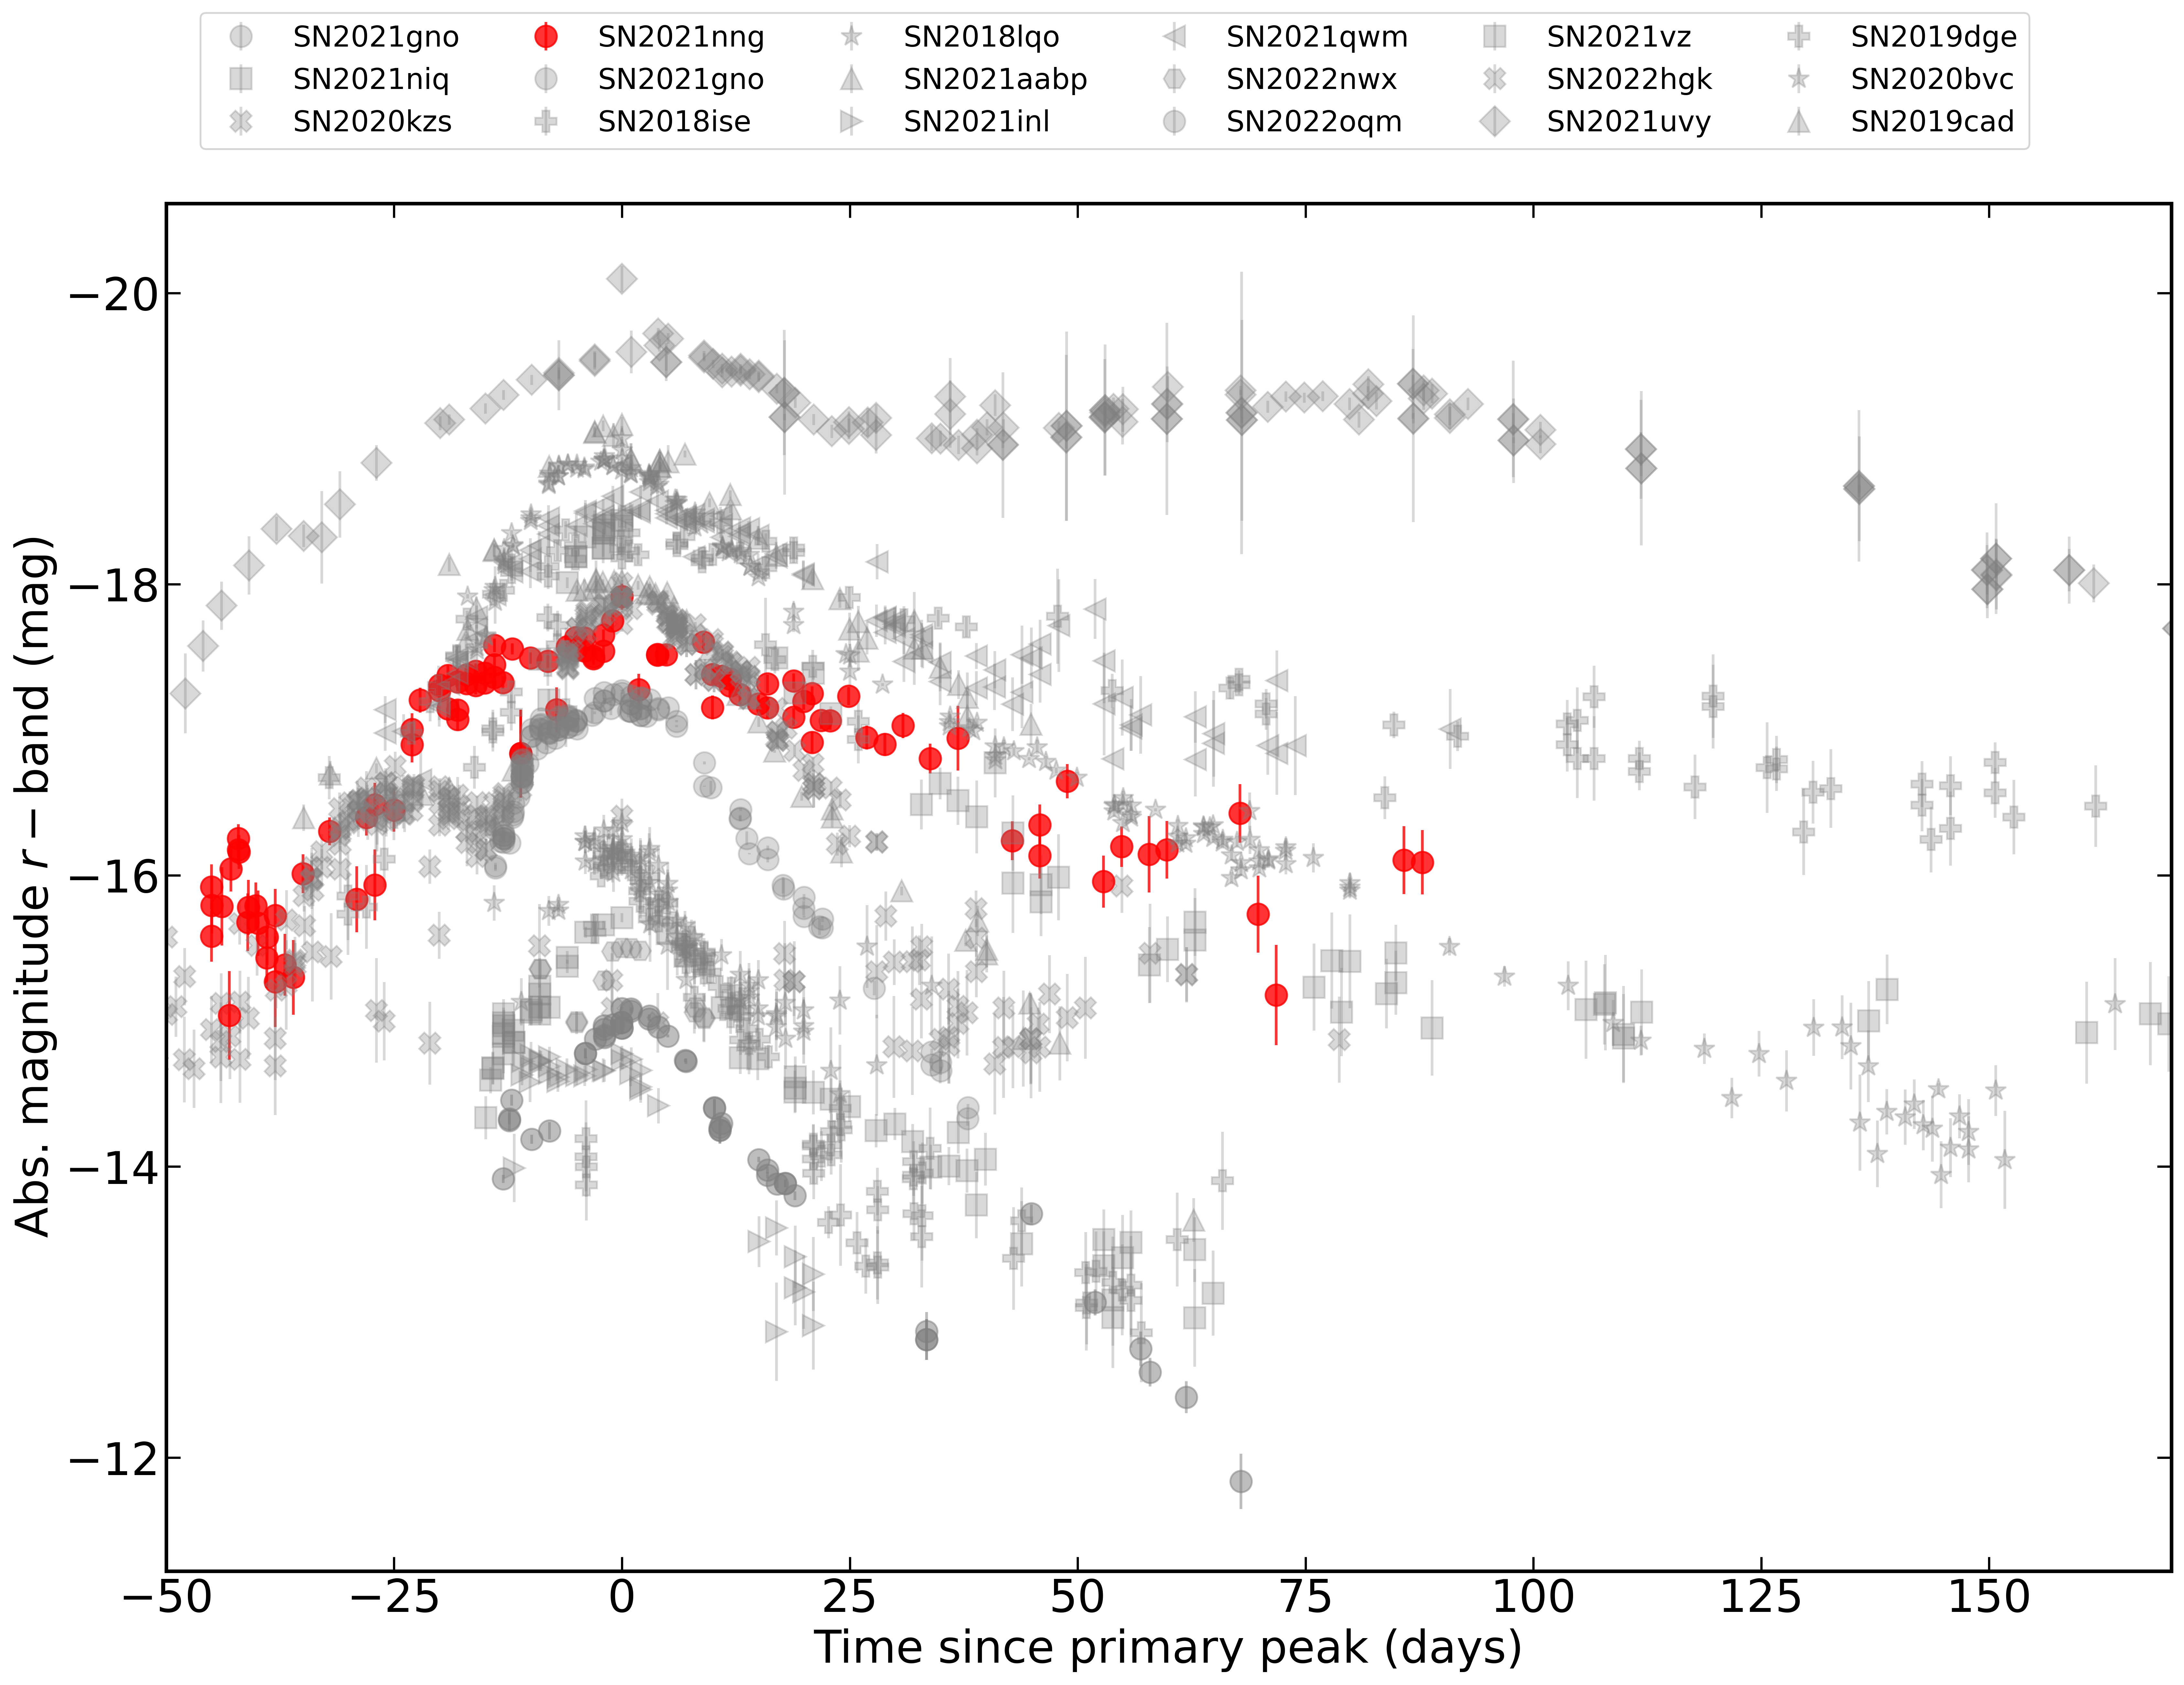 SN2021gno SN2021nng SN2018lqo SN2021qwm SN2021vz SN2019dge
SN2021niq SN2021gno SN2021aabp SN2022nwx SN2022hgk SN2020bvc
SN2020kzs SN2018ise SN2021inl SN2022oqm SN2021uvy SN2019cad
Abs. magnitude r − band (mag)
−20
−18
−16
−14
−12
−50 −25 0 25 50 75 100 125 150
Time since primary peak (days)